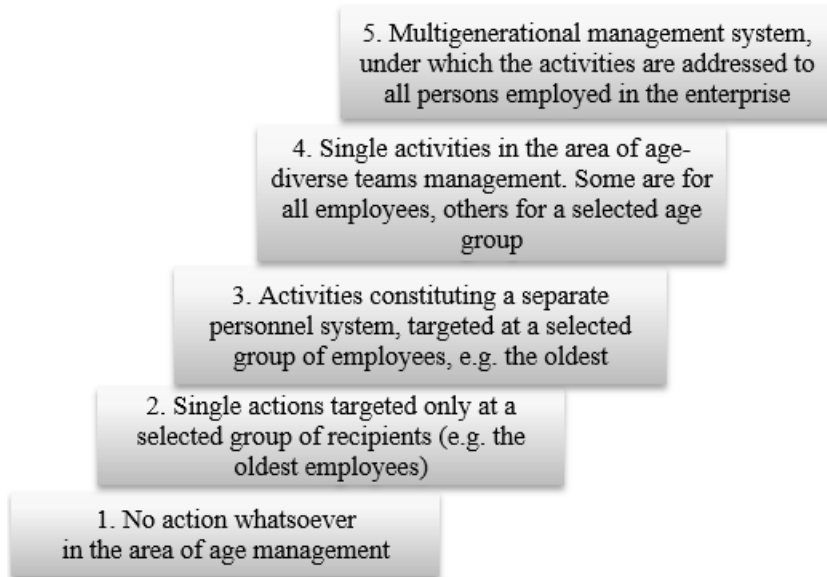 5. Multigenerational management system,
under which the activities are addressed to
all persons employed in the enterprise
4. Single activities in the area of age-
diverse teams management. Some are for
all employees, others for a selected age
group
3. Activities constituting a separate
personnel system, targeted at a selected
group of employees, e.g. the oldest
2. Single actions targeted only at a
selected group of recipients (e.g. the
oldest employees)
1. No action whatsoever
in the area of age management